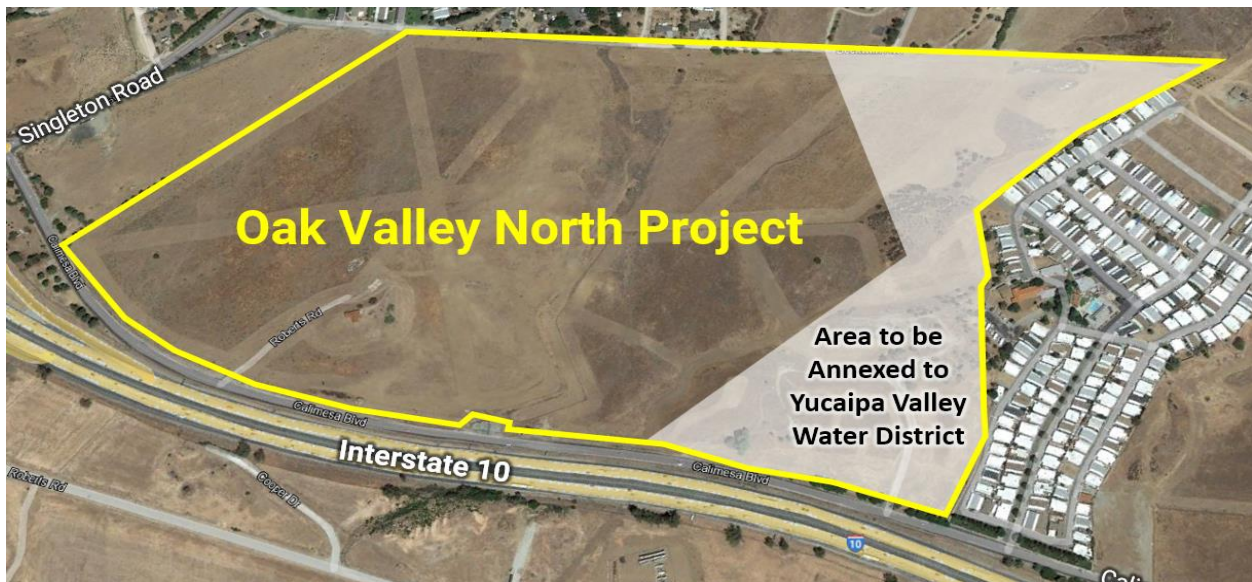 Singleton Road
Oak Valley North Project
Calimesa Blvd
Roberts Rd
Area to be
Annexed to
Yucaipa Valley
Water District
Calimesa Blvd
Interstate 10
Calimesa Blvd
Roberts Rd
Cooper Dr
10